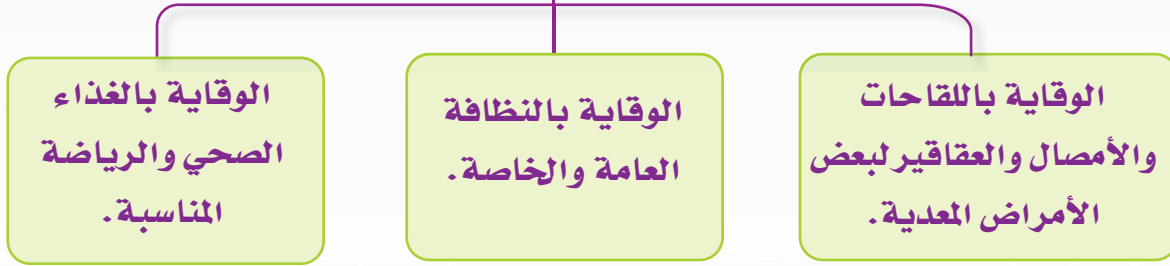 الوقاية باللقاحات
والأمصال والعقاقير لبعض
الأمراض المعدية.
الوقاية بالنظافة
العامة والخاصة.
الوقاية بالغذاء
الصحي والرياضة
المناسبة.